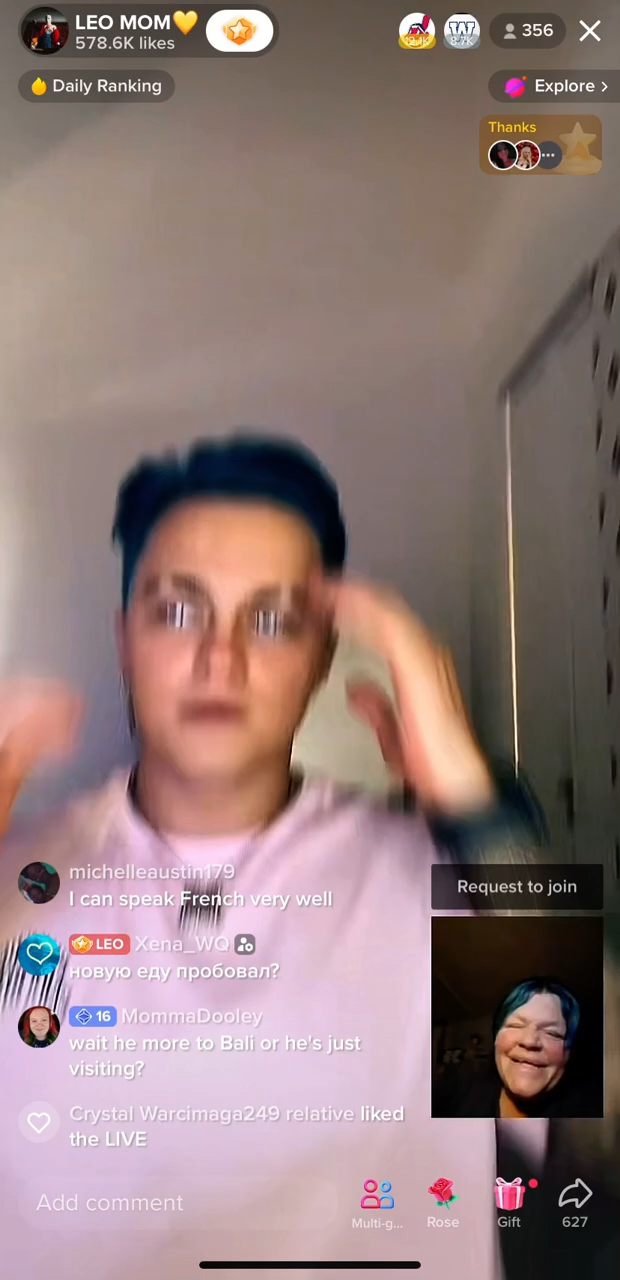 LEO MOM💛
578.6K likes
356
Daily Ranking
Explore
Thanks
W
8.7K
Request to join
michelleaustin179
I can speak French very well
LEO Xena_WQ
новую еду пробовал?
16 MommaDooley
wait he more to Bali or he's just
visiting?
Crystal Warcimaga249 relative liked
the LIVE
Add comment
Multi-g...
Rose
Gift
627